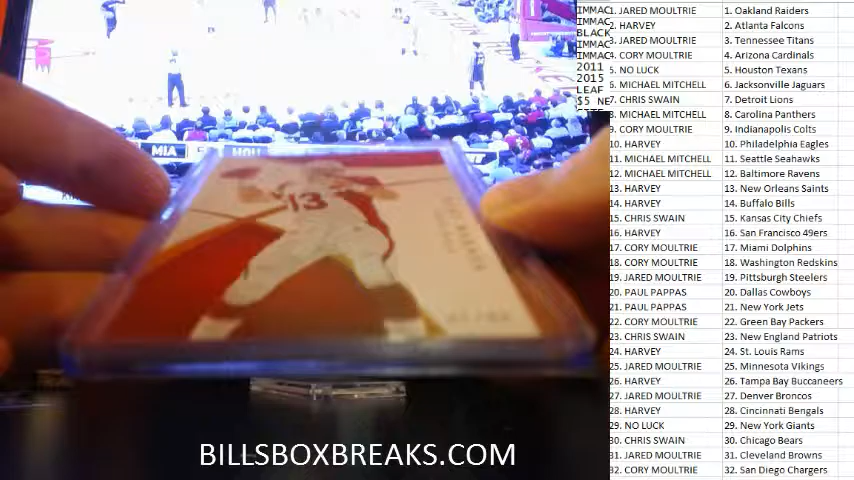 IMMAC
IMMAC
BLACK
IMMAC
IMMAC
2011
2015
LEAF
$5 NE
1. JARED MOULTRIE 1. Oakland Raiders
2. HARVEY 2. Atlanta Falcons
3. JARED MOULTRIE 3. Tennessee Titans
4. CORY MOULTRIE 4. Arizona Cardinals
5. NO LUCK 5. Houston Texans
6. MICHAEL MITCHELL 6. Jacksonville Jaguars
7. CHRIS SWAIN 7. Detroit Lions
8. MICHAEL MITCHELL 8. Carolina Panthers
9. CORY MOULTRIE 9. Indianapolis Colts
10. HARVEY 10. Philadelphia Eagles
11. MICHAEL MITCHELL 11. Seattle Seahawks
12. MICHAEL MITCHELL 12. Baltimore Ravens
13. HARVEY 13. New Orleans Saints
14. HARVEY 14. Buffalo Bills
15. CHRIS SWAIN 15. Kansas City Chiefs
16. HARVEY 16. San Francisco 49ers
17. CORY MOULTRIE 17. Miami Dolphins
18. CORY MOULTRIE 18. Washington Redskins
19. JARED MOULTRIE 19. Pittsburgh Steelers
20. PAUL PAPPAS 20. Dallas Cowboys
21. PAUL PAPPAS 21. New York Jets
22. CORY MOULTRIE 22. Green Bay Packers
23. CHRIS SWAIN 23. New England Patriots
24. HARVEY 24. St. Louis Rams
25. JARED MOULTRIE 25. Minnesota Vikings
26. HARVEY 26. Tampa Bay Buccaneers
27. JARED MOULTRIE 27. Denver Broncos
28. HARVEY 28. Cincinnati Bengals
29. NO LUCK 29. New York Giants
30. CHRIS SWAIN 30. Chicago Bears
31. JARED MOULTRIE 31. Cleveland Browns
32. CORY MOULTRIE 32. San Diego Chargers
MIA
HOU
13
BILLSBOXBREAKS.COM